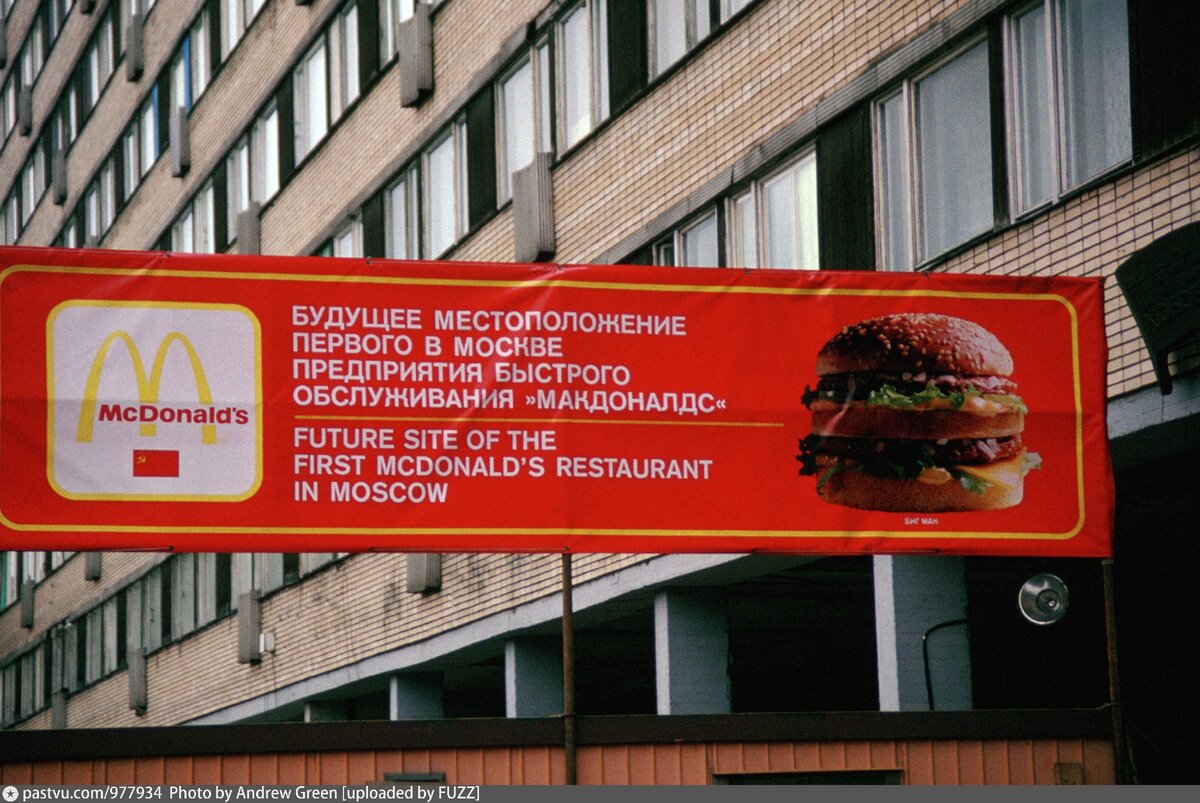 McDonald's
БУДУЩЕЕ МЕСТОПОЛОЖЕНИЕ
ПЕРВОГО В МОСКВЕ
ПРЕДПРИЯТИЯ БЫСТРОГО
ОБСЛУЖИВАНИЯ »МАКДОНАЛДС«
FUTURE SITE OF THE
FIRST MCDONALD'S RESTAURANT
IN MOSCOW
БИГ МАК
pastvu.com/977934 Photo by Andrew Green [uploaded by FUZZ]